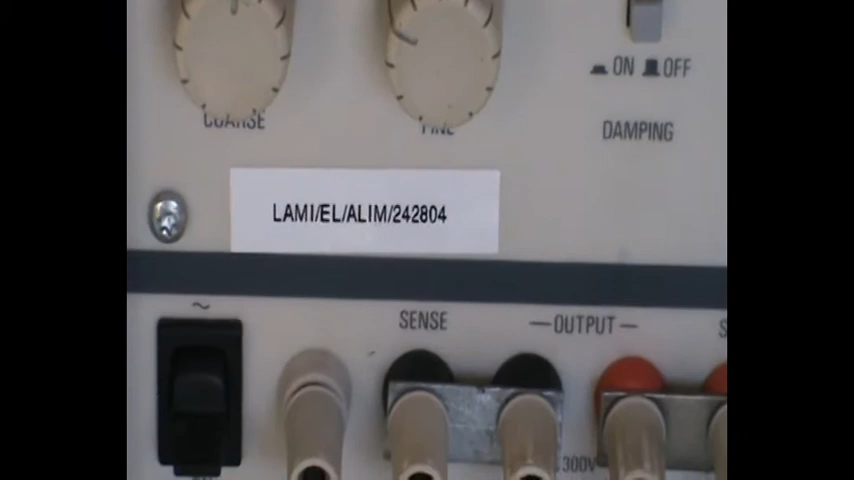 ON OFF
COARSE
FINE
DAMPING
LAMI/EL/ALIM/242804
~
SENSE
OUTPUT
300V